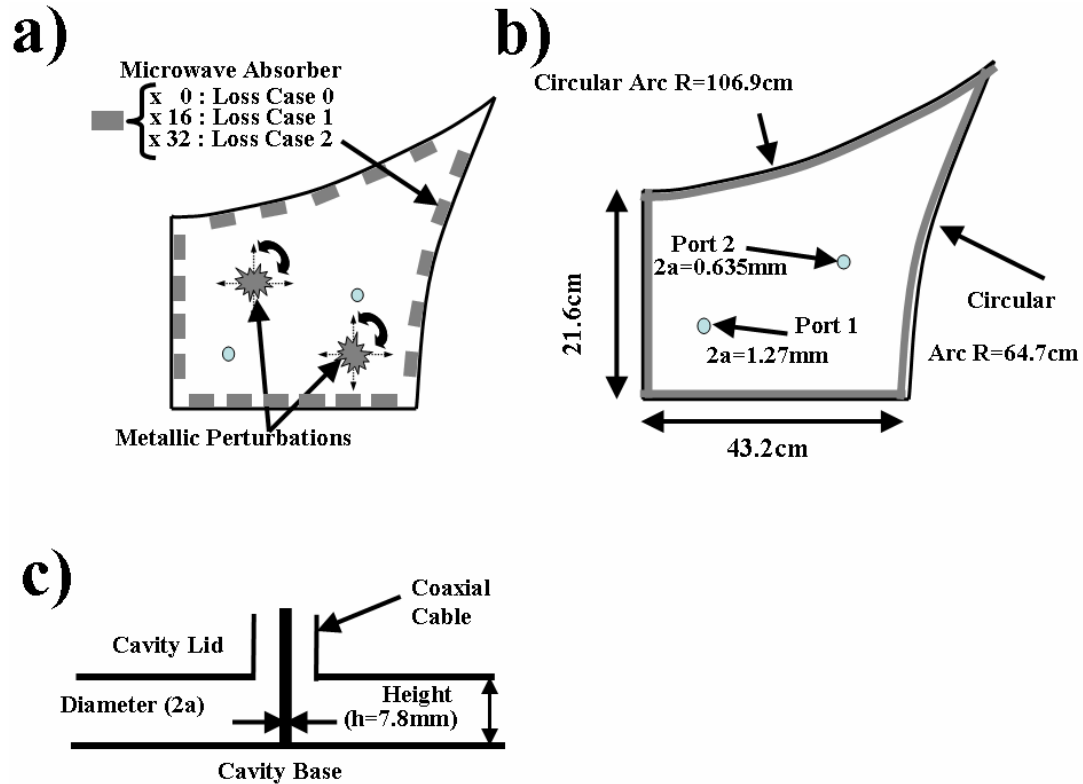 a)
Microwave Absorber
x 0 : Loss Case 0
x 16 : Loss Case 1
x 32 : Loss Case 2
Metallic Perturbations
b)
Circular Arc R=106.9cm
Port 2
2a=0.635mm
Port 1
2a=1.27mm
21.6cm
43.2cm
Circular
Arc R=64.7cm
c)
Coaxial
Cable
Cavity Lid
Diameter (2a)
Height
(h=7.8mm)
Cavity Base